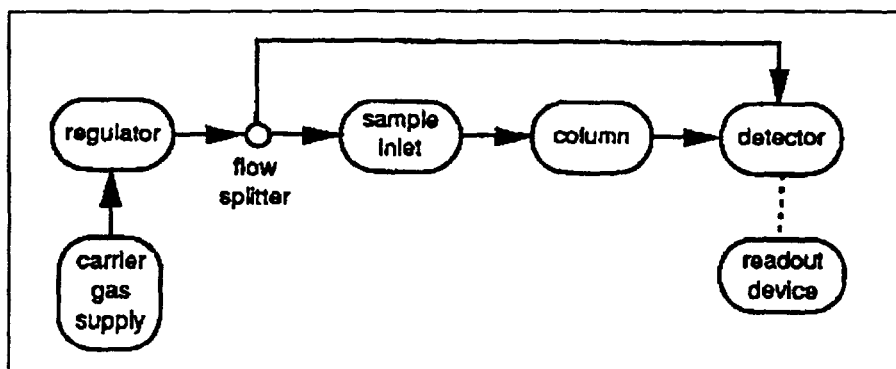 regulator
flow
splitter
sample
inlet
column
detector
carrier
gas
supply
readout
device